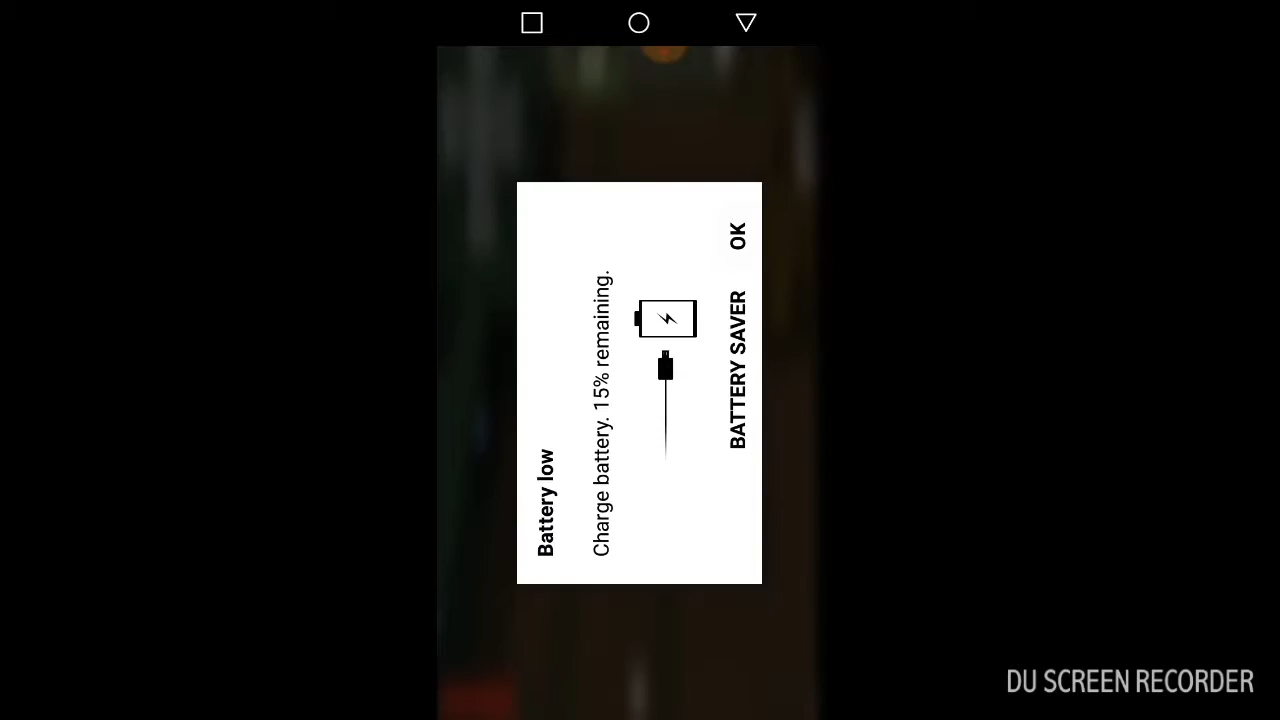 Battery low
Charge battery. 15% remaining.
BATTERY SAVER OK
DU SCREEN RECORDER